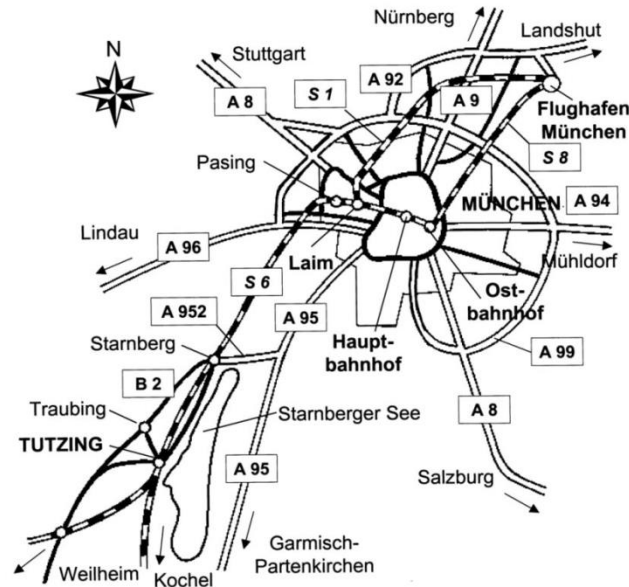 Nürnberg
Landshut
N
Stuttgart
A 92
S 1
A 9
A 8
Flughafen
München
Pasing
S 8
MÜNCHEN
A 94
Lindau
A 96
Laim
Mühldorf
S 6
Ost-
bahnhof
A 952
A 95
Haupt-
bahnhof
Starnberg
A 99
B 2
A 8
Traubing
Starnberger See
TUTZING
A 95
Salzburg
Garmisch-
Partenkirchen
Weilheim
Kochel